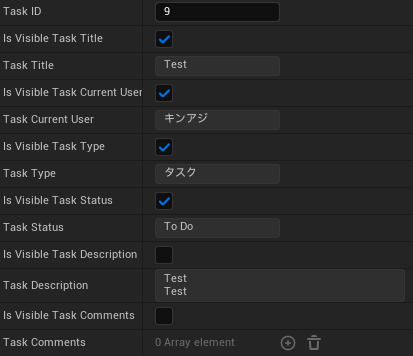 Task ID 9
Is Visible Task Title
Task Title Test
Is Visible Task Current User
Task Current User キンアジ
Is Visible Task Type
Task Type タスク
Is Visible Task Status
Task Status To Do
Is Visible Task Description
Task Description Test
Test
Is Visible Task Comments
Task Comments 0 Array element